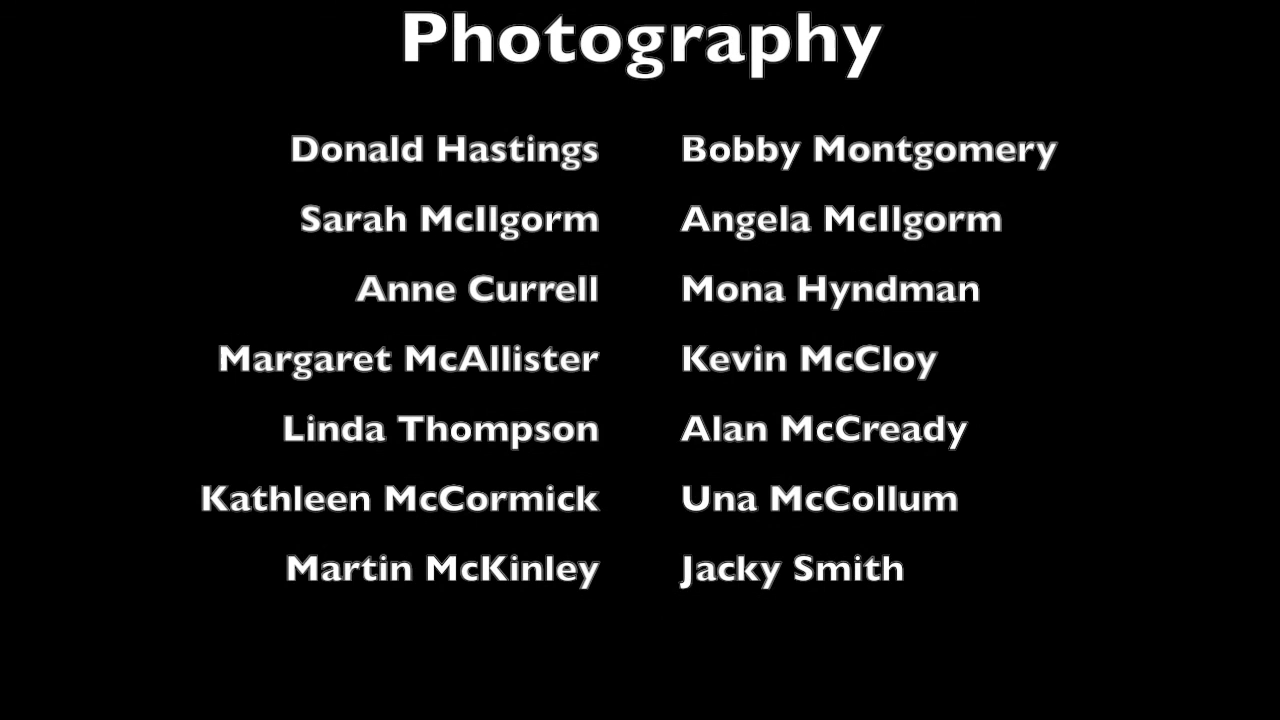 Photography
Donald Hastings Bobby Montgomery
Sarah McIlgorm Angela McIlgorm
Anne Currell Mona Hyndman
Margaret McAllister Kevin McCloy
Linda Thompson Alan McCready
Kathleen McCormick Una McCollum
Martin McKinley Jacky Smith